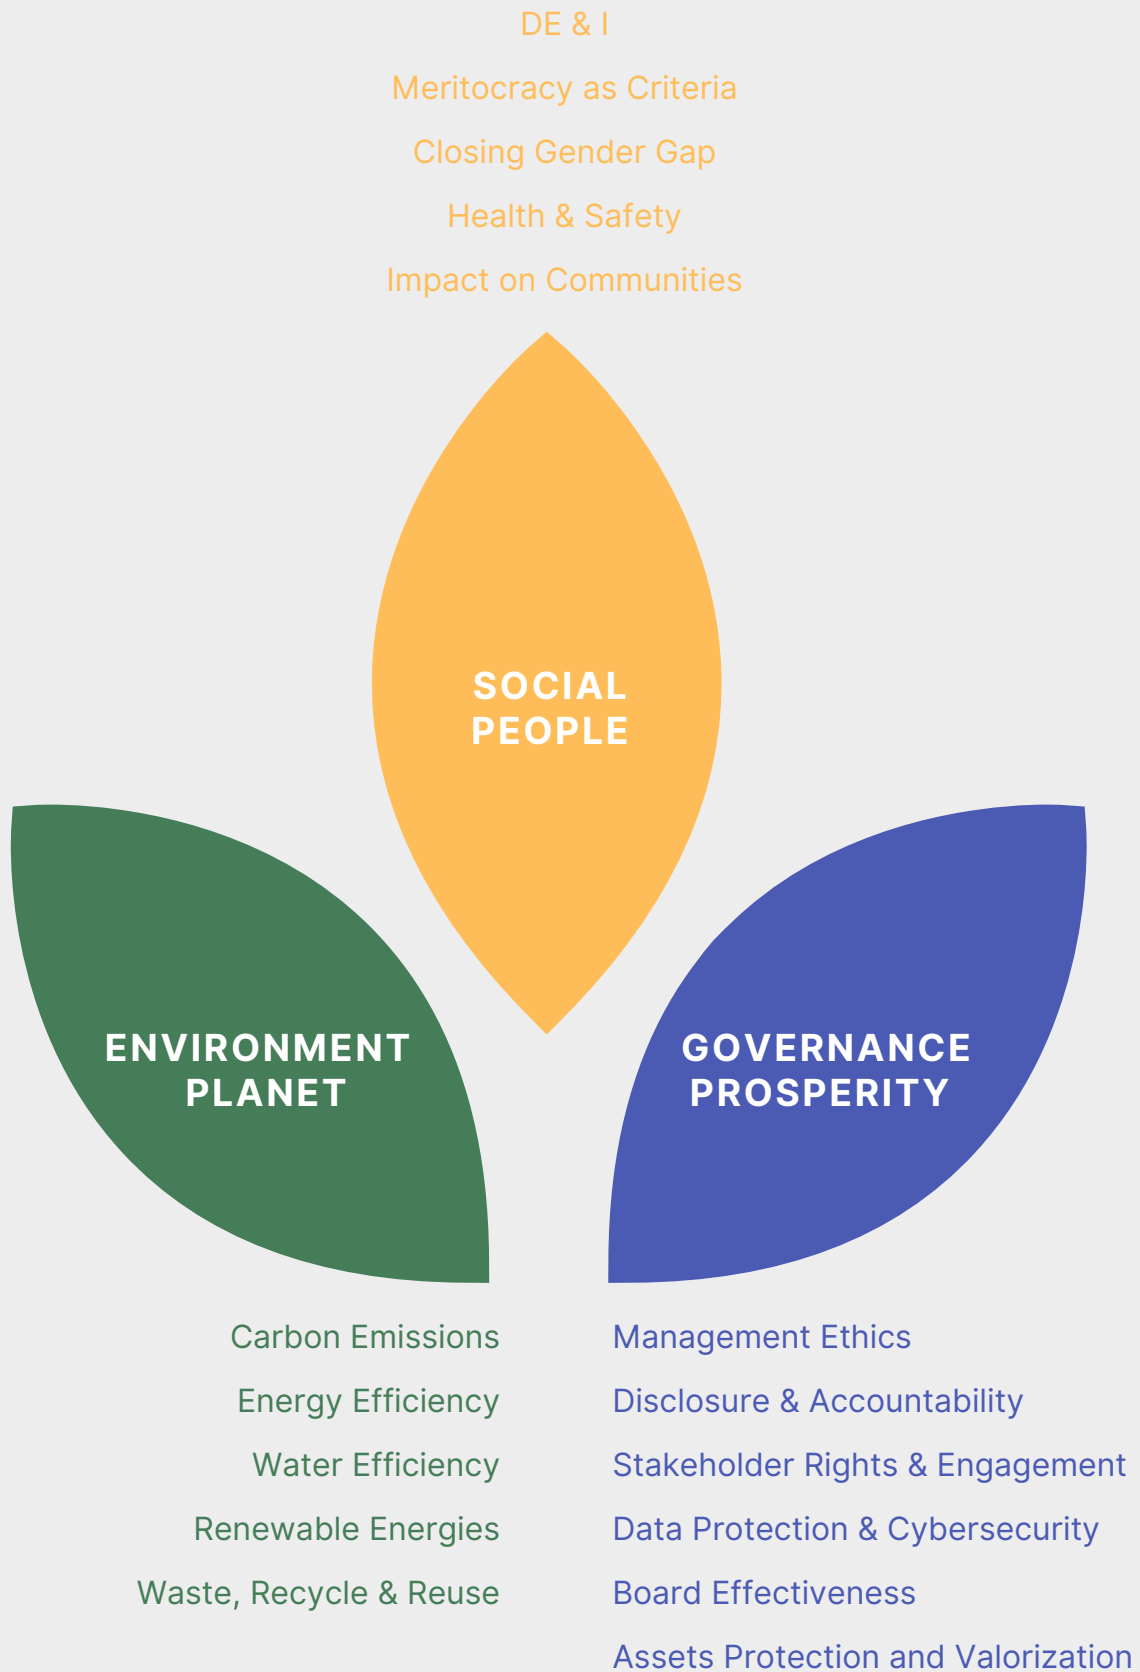 DE & I
Meritocracy as Criteria
Closing Gender Gap
Health & Safety
Impact on Communities
SOCIAL
PEOPLE
ENVIRONMENT
PLANET
GOVERNANCE
PROSPERITY
Carbon Emissions
Energy Efficiency
Water Efficiency
Renewable Energies
Waste, Recycle & Reuse
Management Ethics
Disclosure & Accountability
Stakeholder Rights & Engagement
Data Protection & Cybersecurity
Board Effectiveness
Assets Protection and Valorization